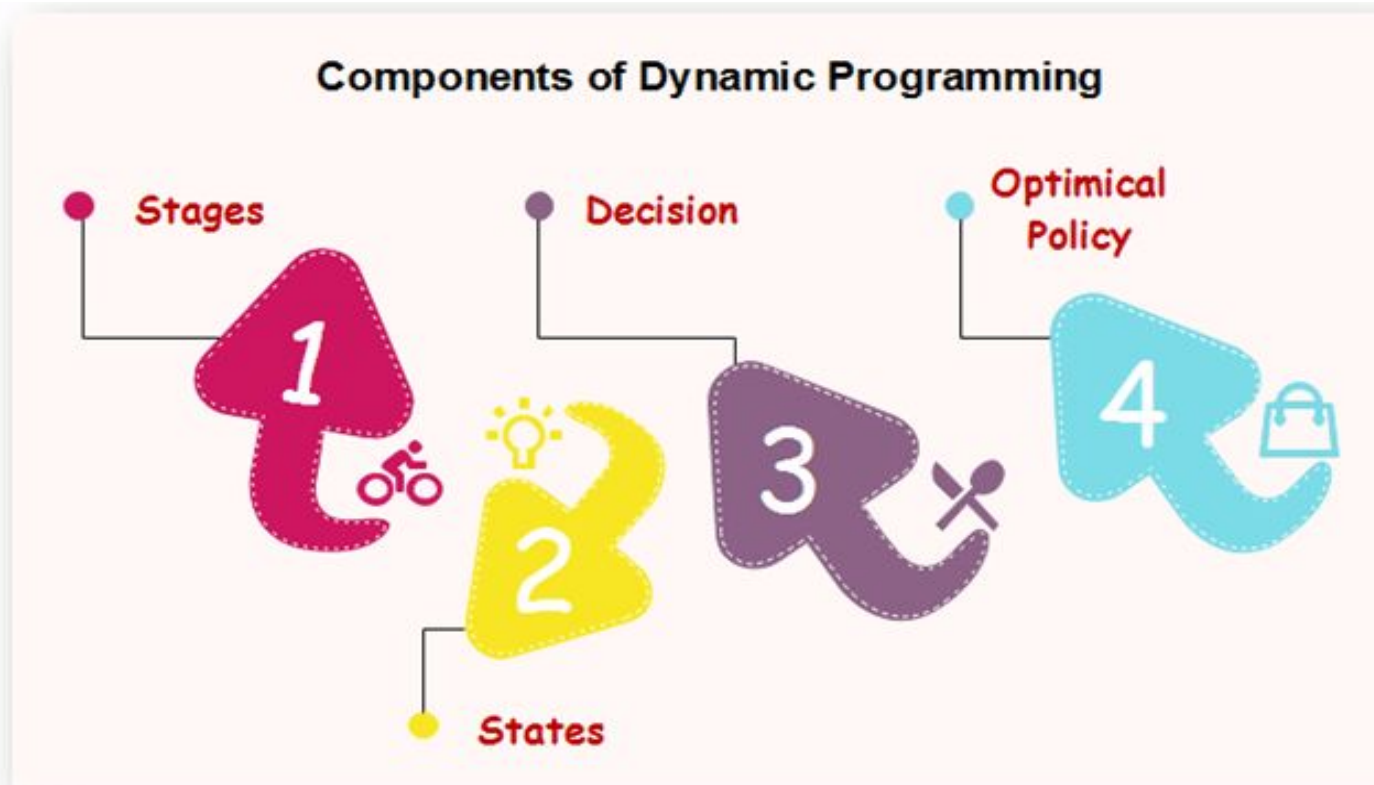 Components of Dynamic Programming
Stages
Decision
Optimical
Policy
1
2
3
4
States